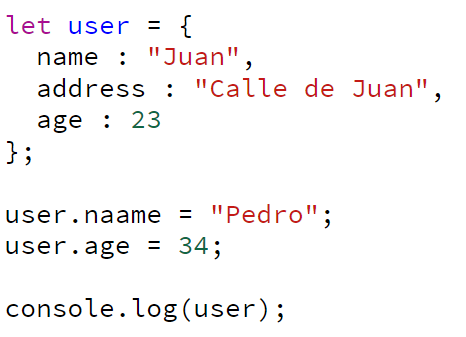 let user = {
  name : "Juan",
  address : "Calle de Juan",
  age : 23
};

user.naame = "Pedro";
user.age = 34;

console.log(user);